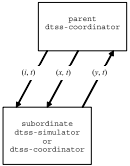 parent
dtss-coordinator
(i, t)
(x, t)
(y, t)
subordinate
dtss-simulator
or
dtss-coordinator